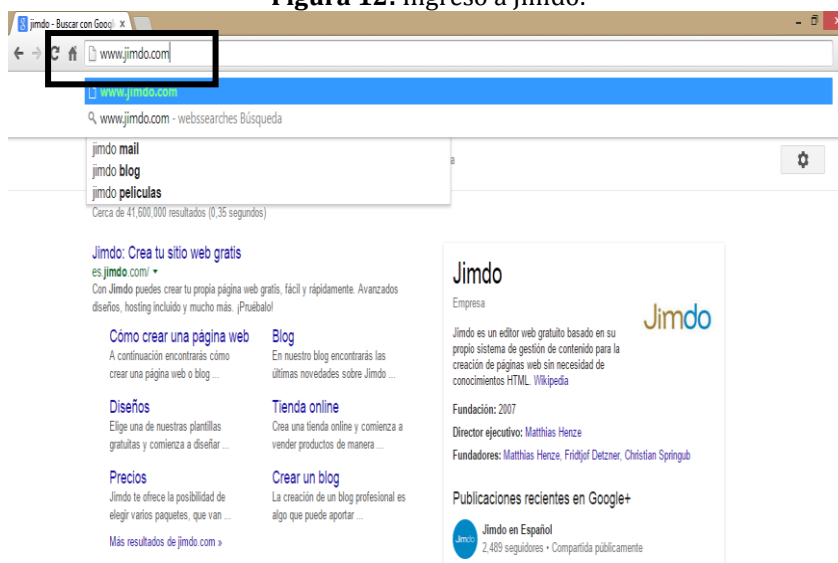 Figura 12: Ingreso a jimdo.
jimdo - Buscar con Goog
www.jimdo.com
www.jimdo.com
www.jimdo.com - webssearches Búsqueda
jimdo mail
jimdo blog
jimdo peliculas
a
Cerca de 41,600,000 resultados (0,35 segundos)
Jimdo: Crea tu sitio web gratis
es.jimdo.com/
Con Jimdo puedes crear tu propia página web gratis, fácil y rápidamente. Avanzados
diseños, hosting incluido y mucho más. ¡Pruébalo!
Cómo crear una página web
A continuación encontrarás cómo
crear una página web o blog ...
Blog
En nuestro blog encontrarás las
últimas novedades sobre Jimdo ...
Diseños
Elige una de nuestras plantillas
gratuitas y comienza a diseñar ...
Tienda online
Crea una tienda online y comienza a
vender productos de manera ...
Precios
Jimdo te ofrece la posibilidad de
elegir varios paquetes, que van ...
Crear un blog
La creación de un blog profesional es
algo que puede aportar ...
Más resultados de jimdo.com »
Jimdo
Empresa
Jimdo
Jimdo es un editor web gratuito basado en su
propio sistema de gestión de contenido para la
creación de páginas web sin necesidad de
conocimientos HTML. Wikipedia
Fundación: 2007
Director ejecutivo: Matthias Henze
Fundadores: Matthias Henze, Fridtjof Detzner, Christian Springub
Publicaciones recientes en Google+
Jimdo
Jimdo en Español
2,489 seguidores • Compartida públicamente